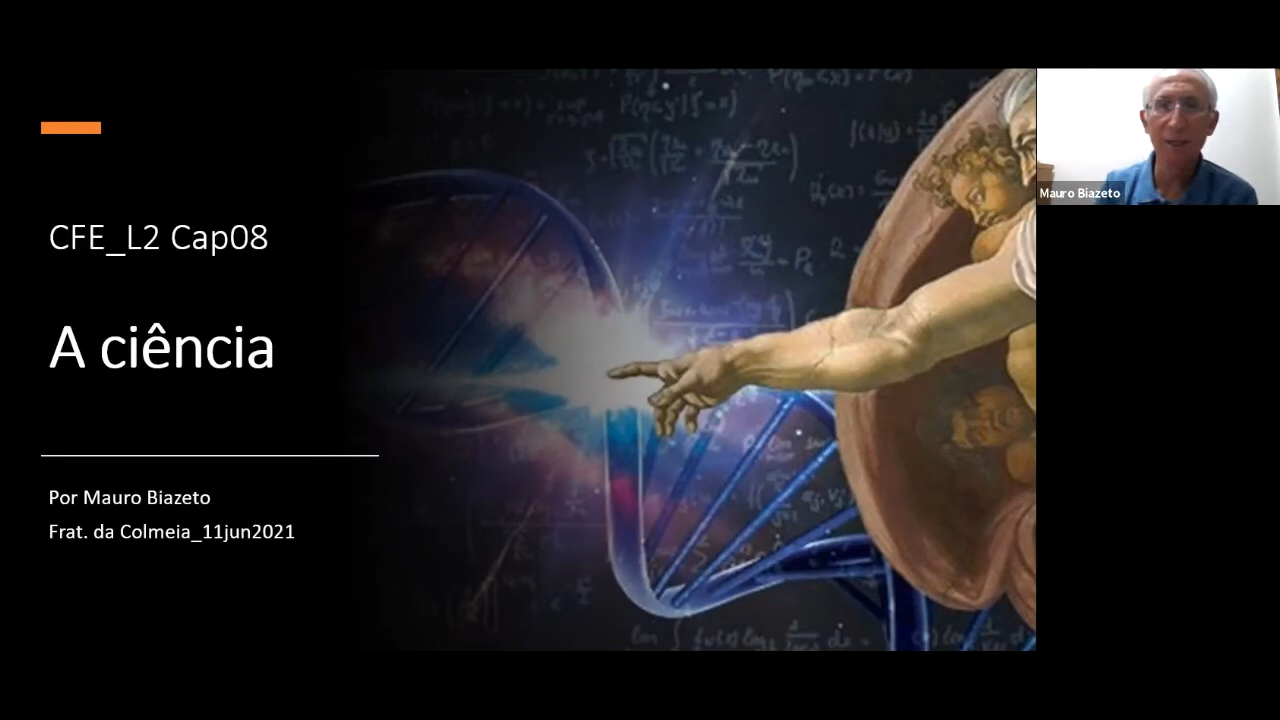 CFE_L2 Cap08
A ciência
Por Mauro Biazeto
Frat. da Colmeia_11jun2021
Mauro Biazeto